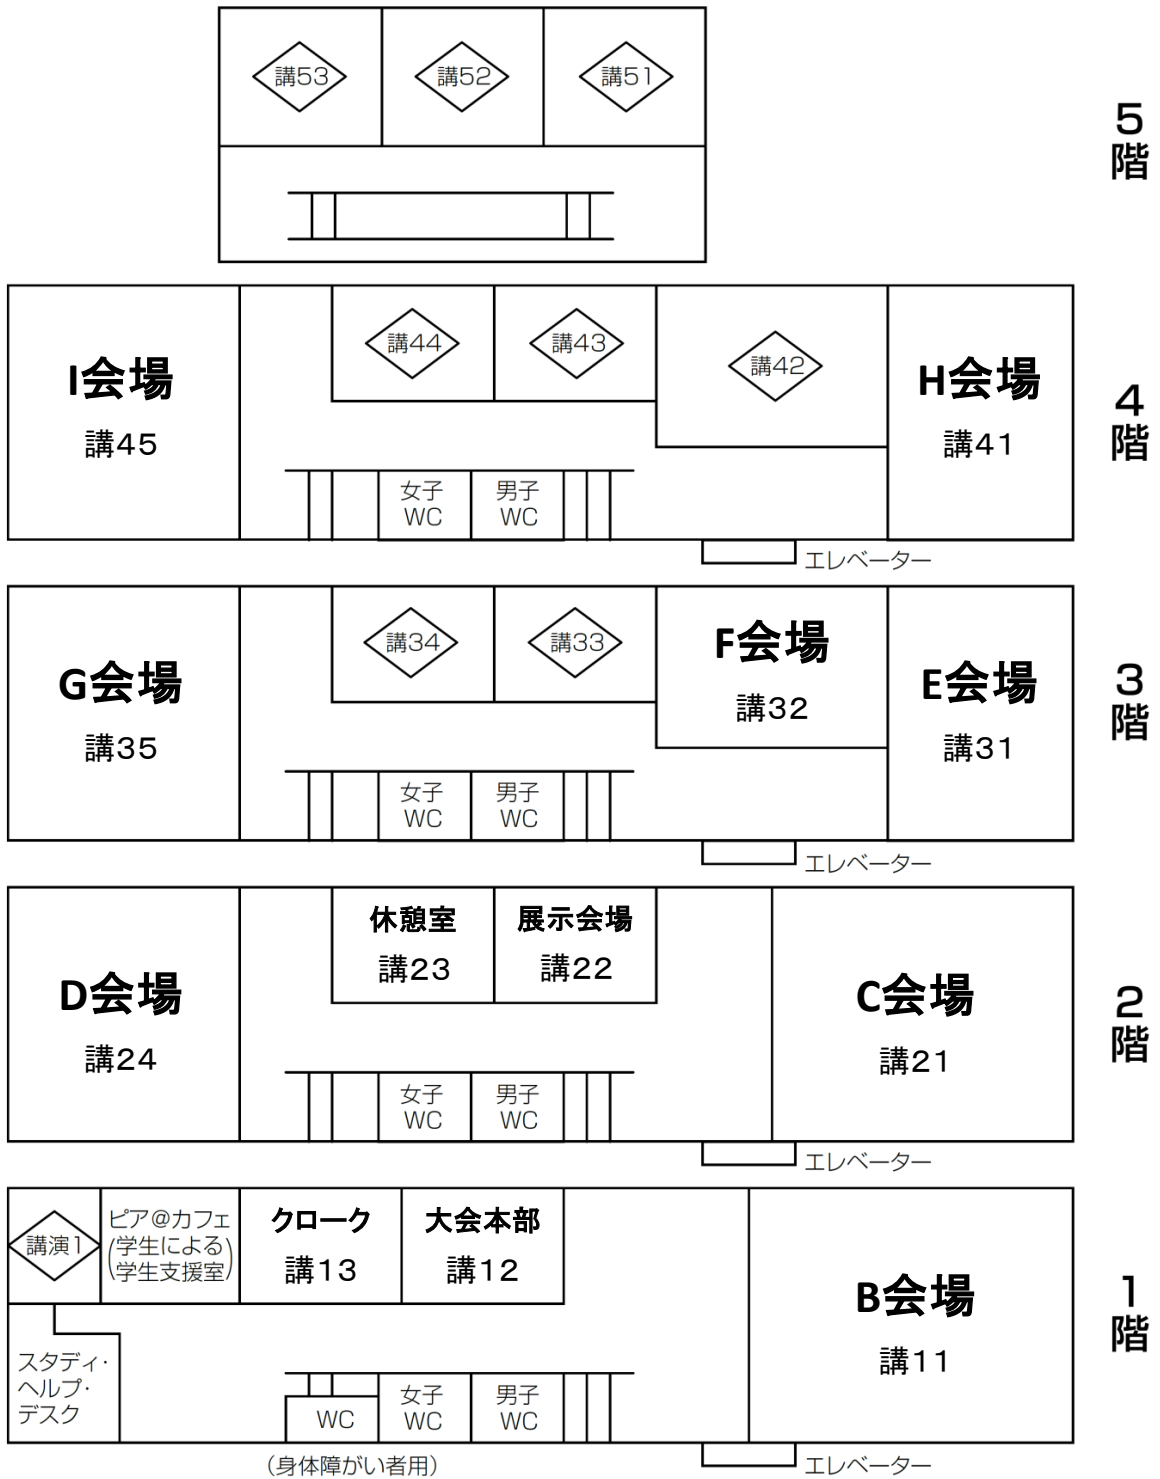 講53
講52
講51
5
階
I会場
講45
講44
講43
講42
H会場
講41
4
階
女子
WC
男子
WC
エレベーター
G会場
講35
講34
講33
F会場
講32
E会場
講31
3
階
女子
WC
男子
WC
エレベーター
D会場
講24
休憩室
講23
展示会場
講22
C会場
講21
2
階
女子
WC
男子
WC
エレベーター
講演1
ピア@カフェ
(学生による)
(学生支援室)
クローク
講13
大会本部
講12
B会場
講11
1
階
スタディ・
ヘルプ・
デスク
WC
(身体障がい者用)
女子
WC
男子
WC
エレベーター